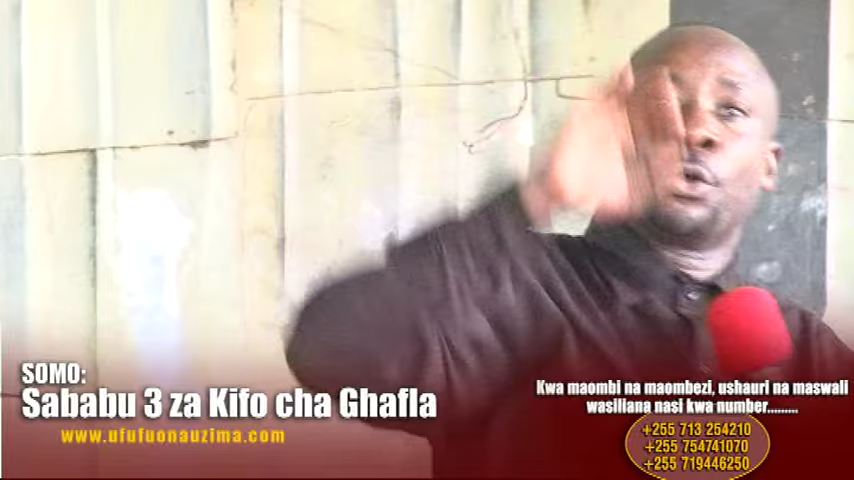 SOMO:
Sababu 3 za Kifo cha Ghafla
www.ufufuonauzima.com
Kwa maombi na maombezi, ushauri na maswali
wasiliana nasi kwa number.........
+255 713 254210
+255 754741070
+255 719446250